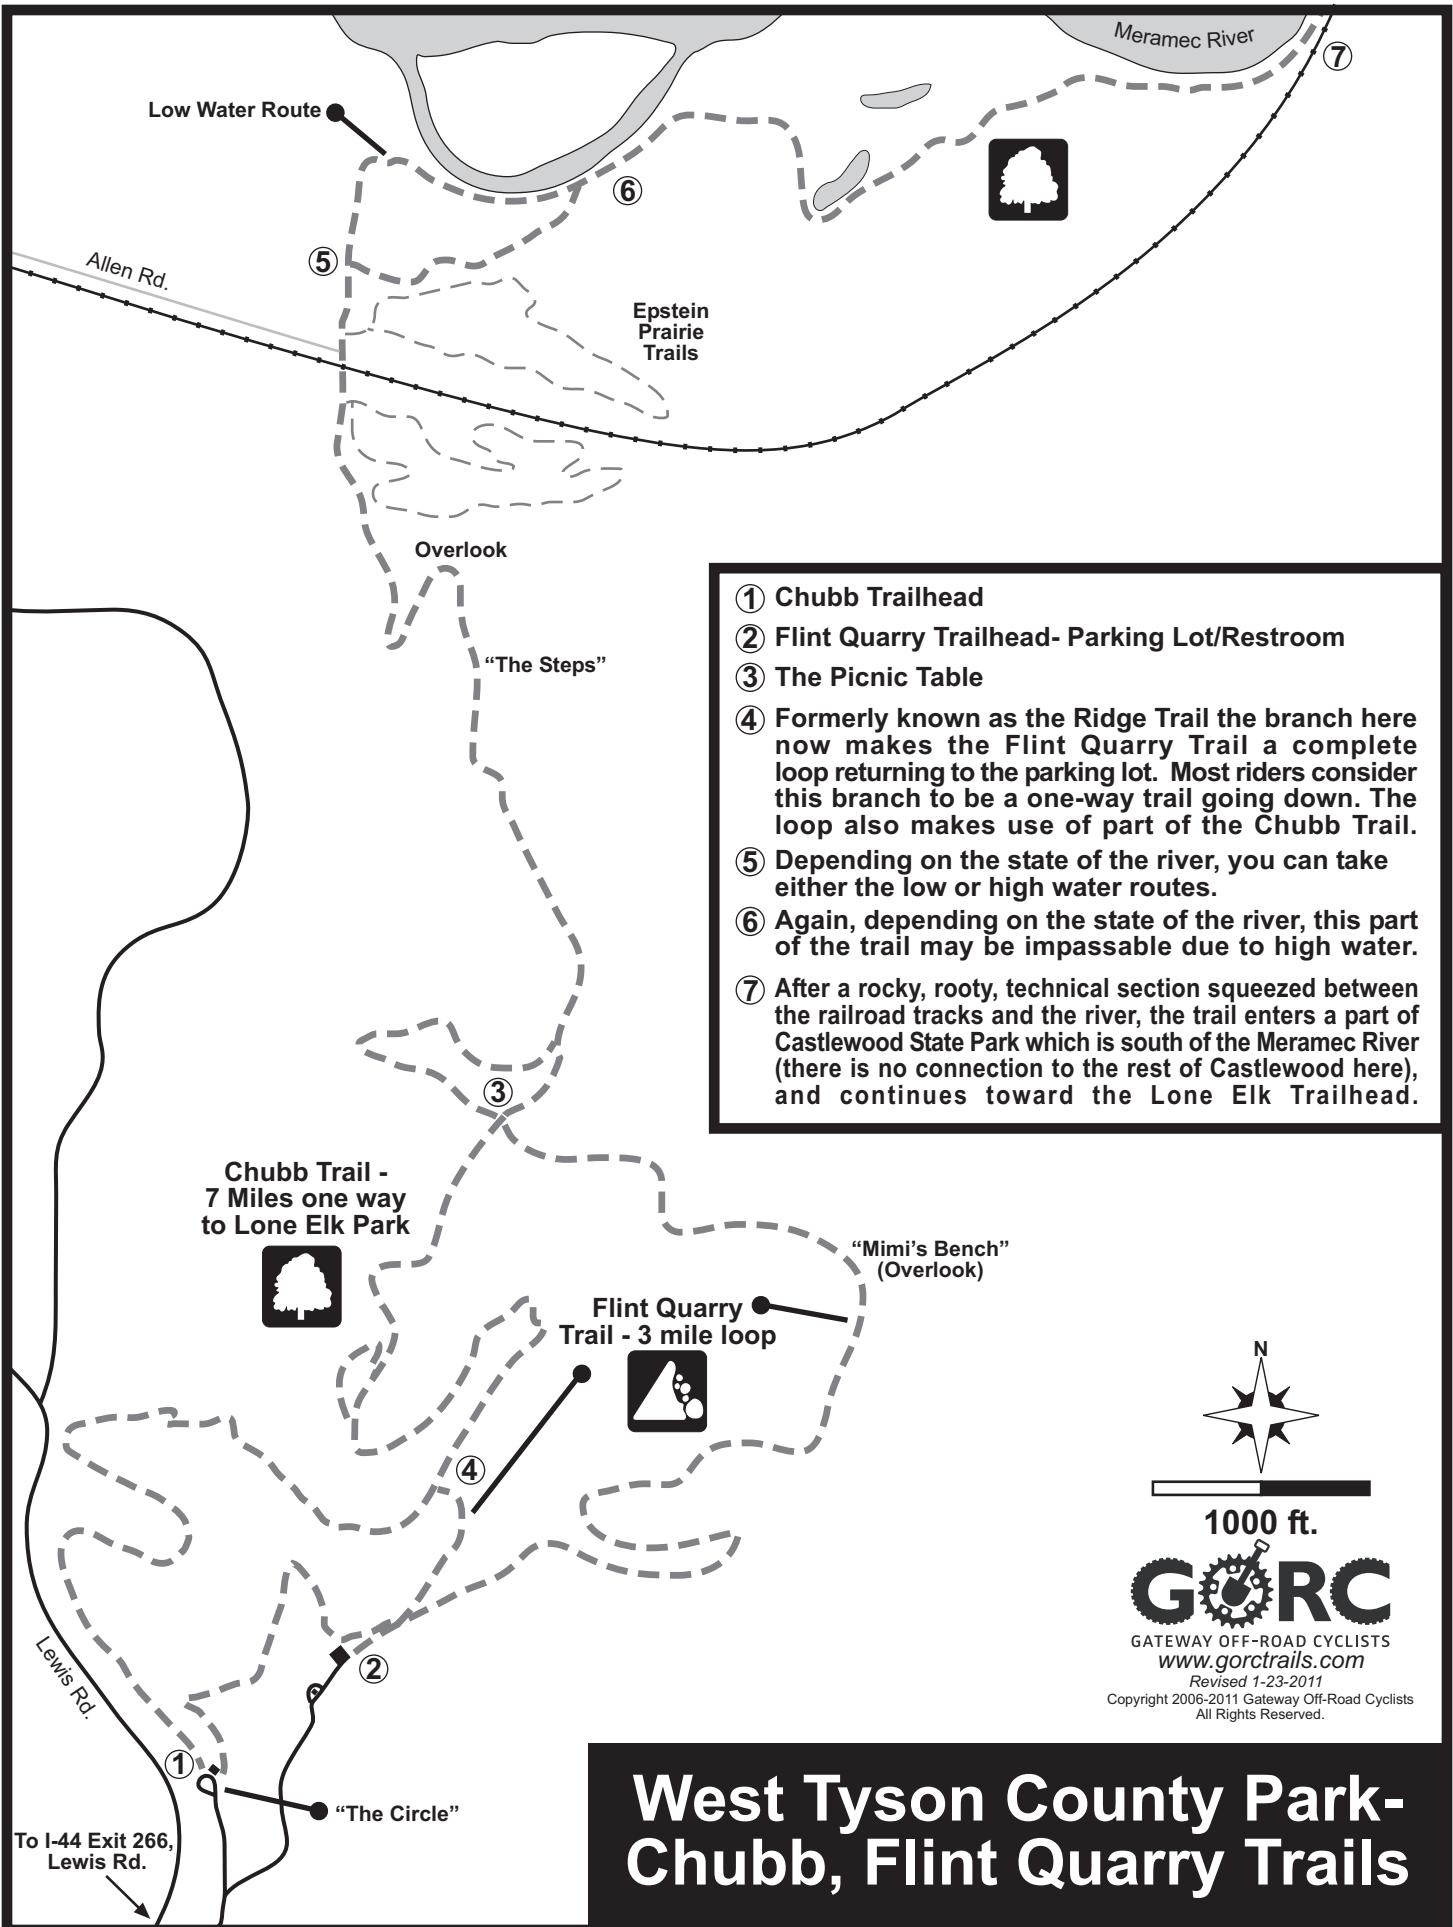 Meramec River
7
Low Water Route
6
5
Allen Rd.
Epstein
Prairie
Trails
Overlook
“The Steps”
1 Chubb Trailhead
2 Flint Quarry Trailhead- Parking Lot/Restroom
3 The Picnic Table
4 Formerly known as the Ridge Trail the branch here
now makes the Flint Quarry Trail a complete
loop returning to the parking lot. Most riders consider
this branch to be a one-way trail going down. The
loop also makes use of part of the Chubb Trail.
5 Depending on the state of the river, you can take
either the low or high water routes.
6 Again, depending on the state of the river, this part
of the trail may be impassable due to high water.
7 After a rocky, rooty, technical section squeezed between
the railroad tracks and the river, the trail enters a part of
Castlewood State Park which is south of the Meramec River
(there is no connection to the rest of Castlewood here),
and continues toward the Lone Elk Trailhead.
3
Chubb Trail -
7 Miles one way
to Lone Elk Park
“Mimi’s Bench”
(Overlook)
Flint Quarry
Trail - 3 mile loop
4
N
1000 ft.
GORC
GATEWAY OFF-ROAD CYCLISTS
www.gorctrails.com
Revised 1-23-2011
Copyright 2006-2011 Gateway Off-Road Cyclists
All Rights Reserved.
Lewis Rd.
2
1
“The Circle”
To I-44 Exit 266,
Lewis Rd.
West Tyson County Park-
Chubb, Flint Quarry Trails